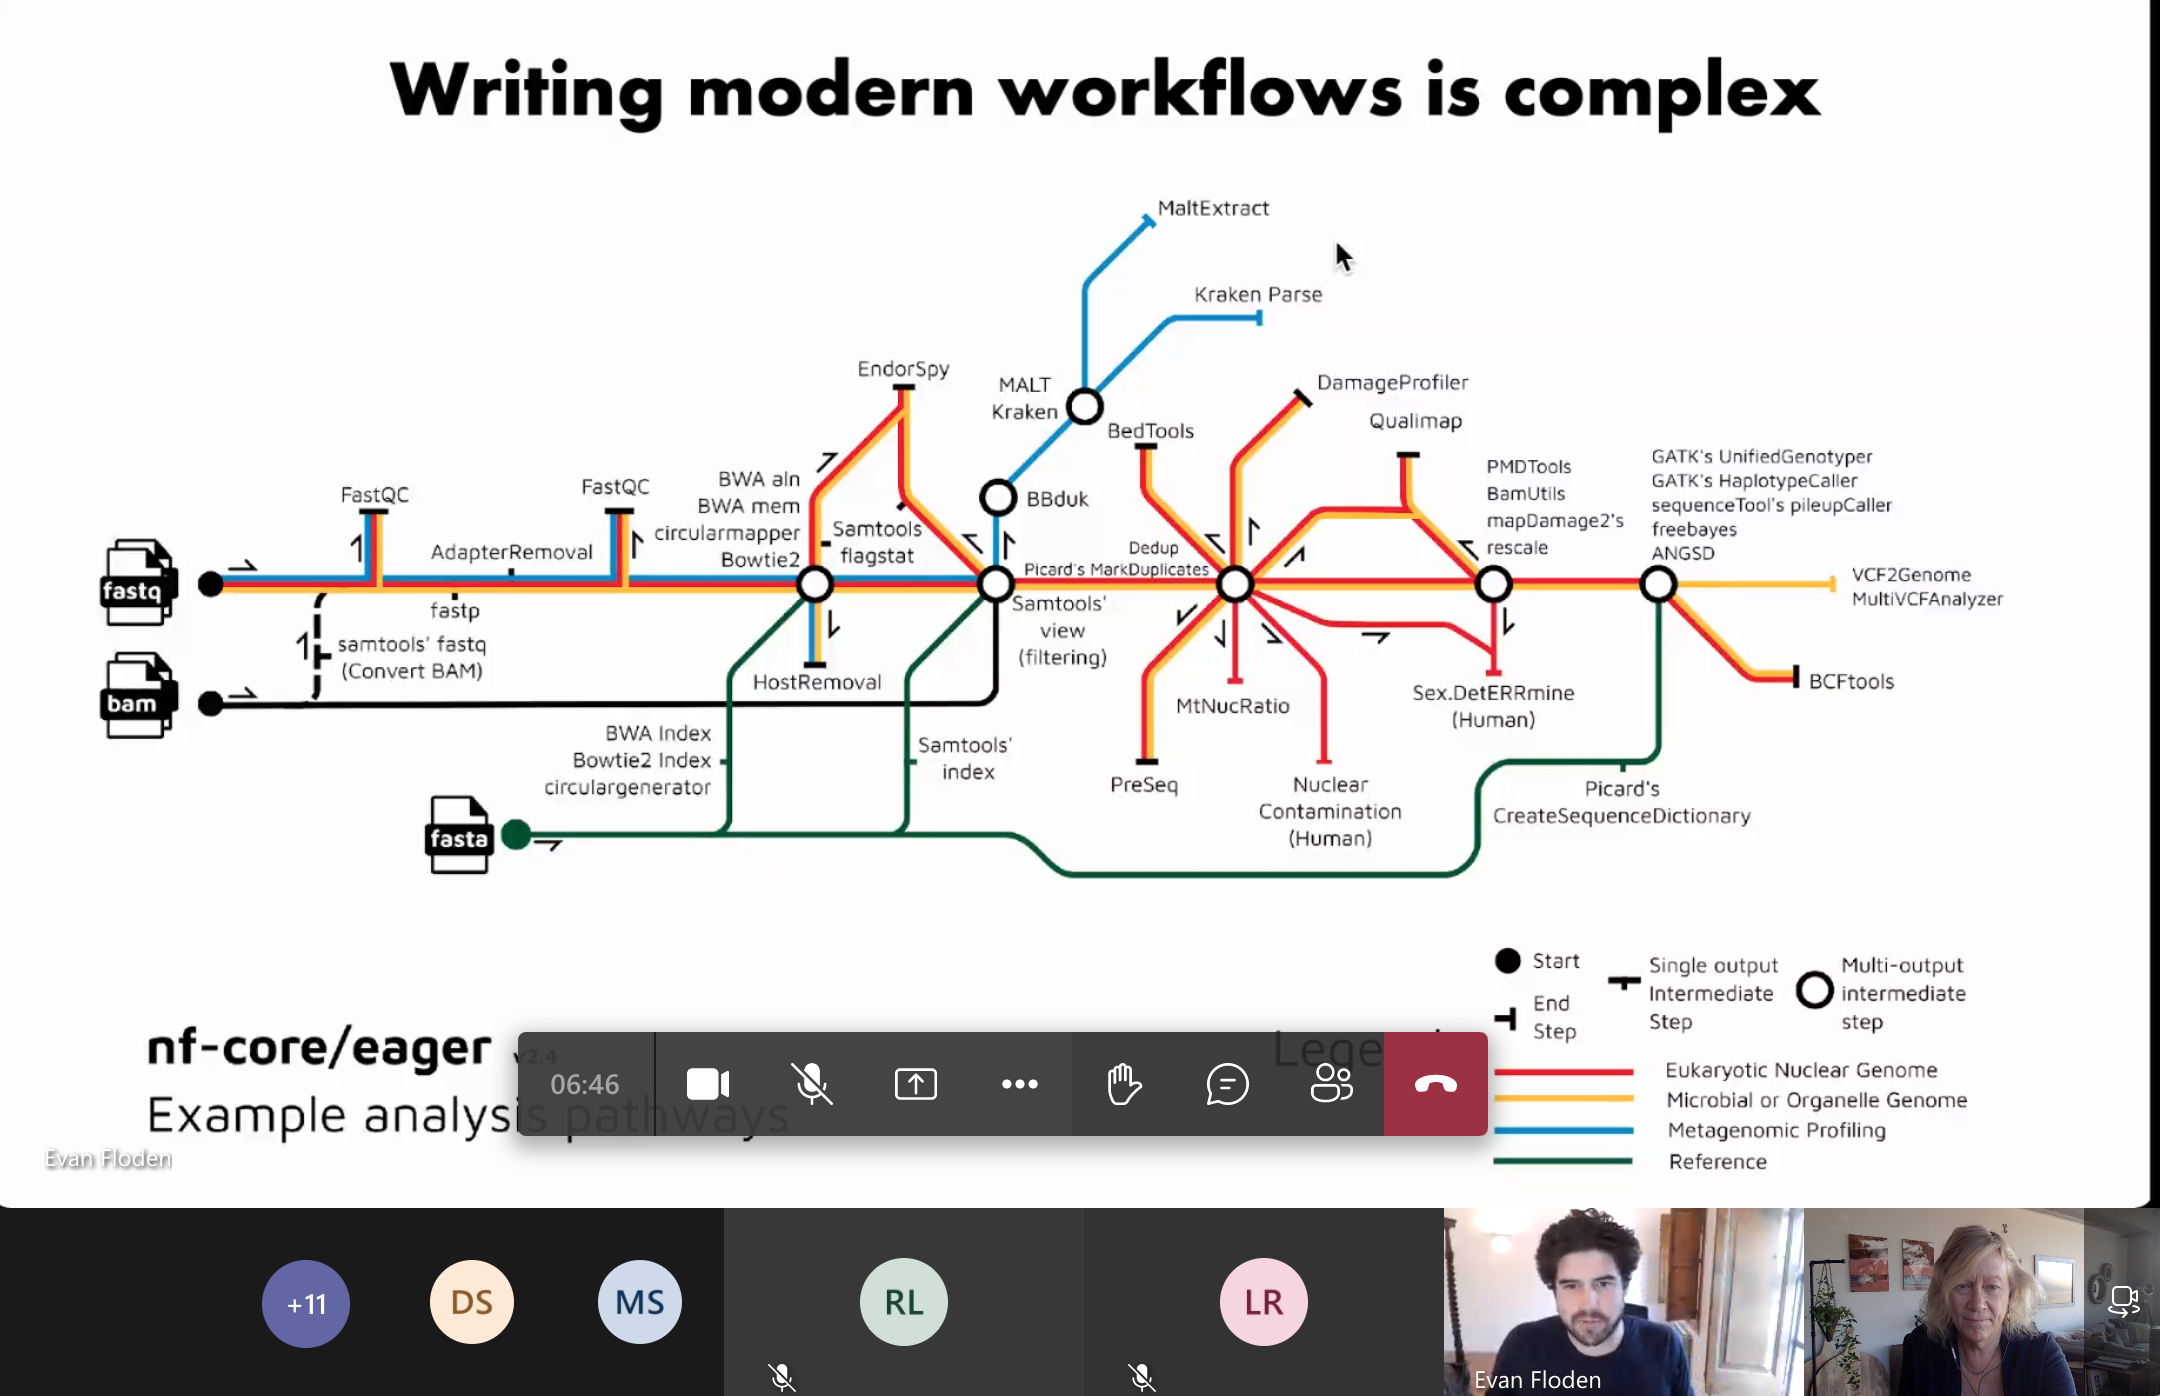 Writing modern workflows is complex
MaltExtract
Kraken Parse
EndorSpy
MALT
Kraken
DamageProfiler
Qualimap
BedTools
FastQC
FastQC
BWA aln
BWA mem
circularmapper
Bowtie2
BBduk
PMDTools
BamUtils
mapDamage2's
rescale
GATK's UnifiedGenotyper
GATK's HaplotypeCaller
sequenceTool's pileupCaller
freebayes
ANGSD
Samtools
flagstat
AdapterRemoval
Dedup
Picard's MarkDuplicates
fastq
fastp
VCF2Genome
MultiVCFAnalyzer
samtools' fastq
(Convert BAM)
Samtools'
view
(filtering)
bam
HostRemoval
MtNucRatio
Sex.DetERRmine
(Human)
BCFtools
BWA Index
Bowtie2 Index
circulargenerator
Samtools'
index
PreSeq
Nuclear
Contamination
(Human)
Picard's
CreateSequenceDictionary
fasta
Start
End
Step
Single output
Intermediate
Step
Multi-output
intermediate
step
nf-core/eager v2.4
Example analysis pathways
06:46
Eukaryotic Nuclear Genome
Microbial or Organelle Genome
Metagenomic Profiling
Reference
Evan Floden
+11
DS
MS
RL
LR
Evan Floden